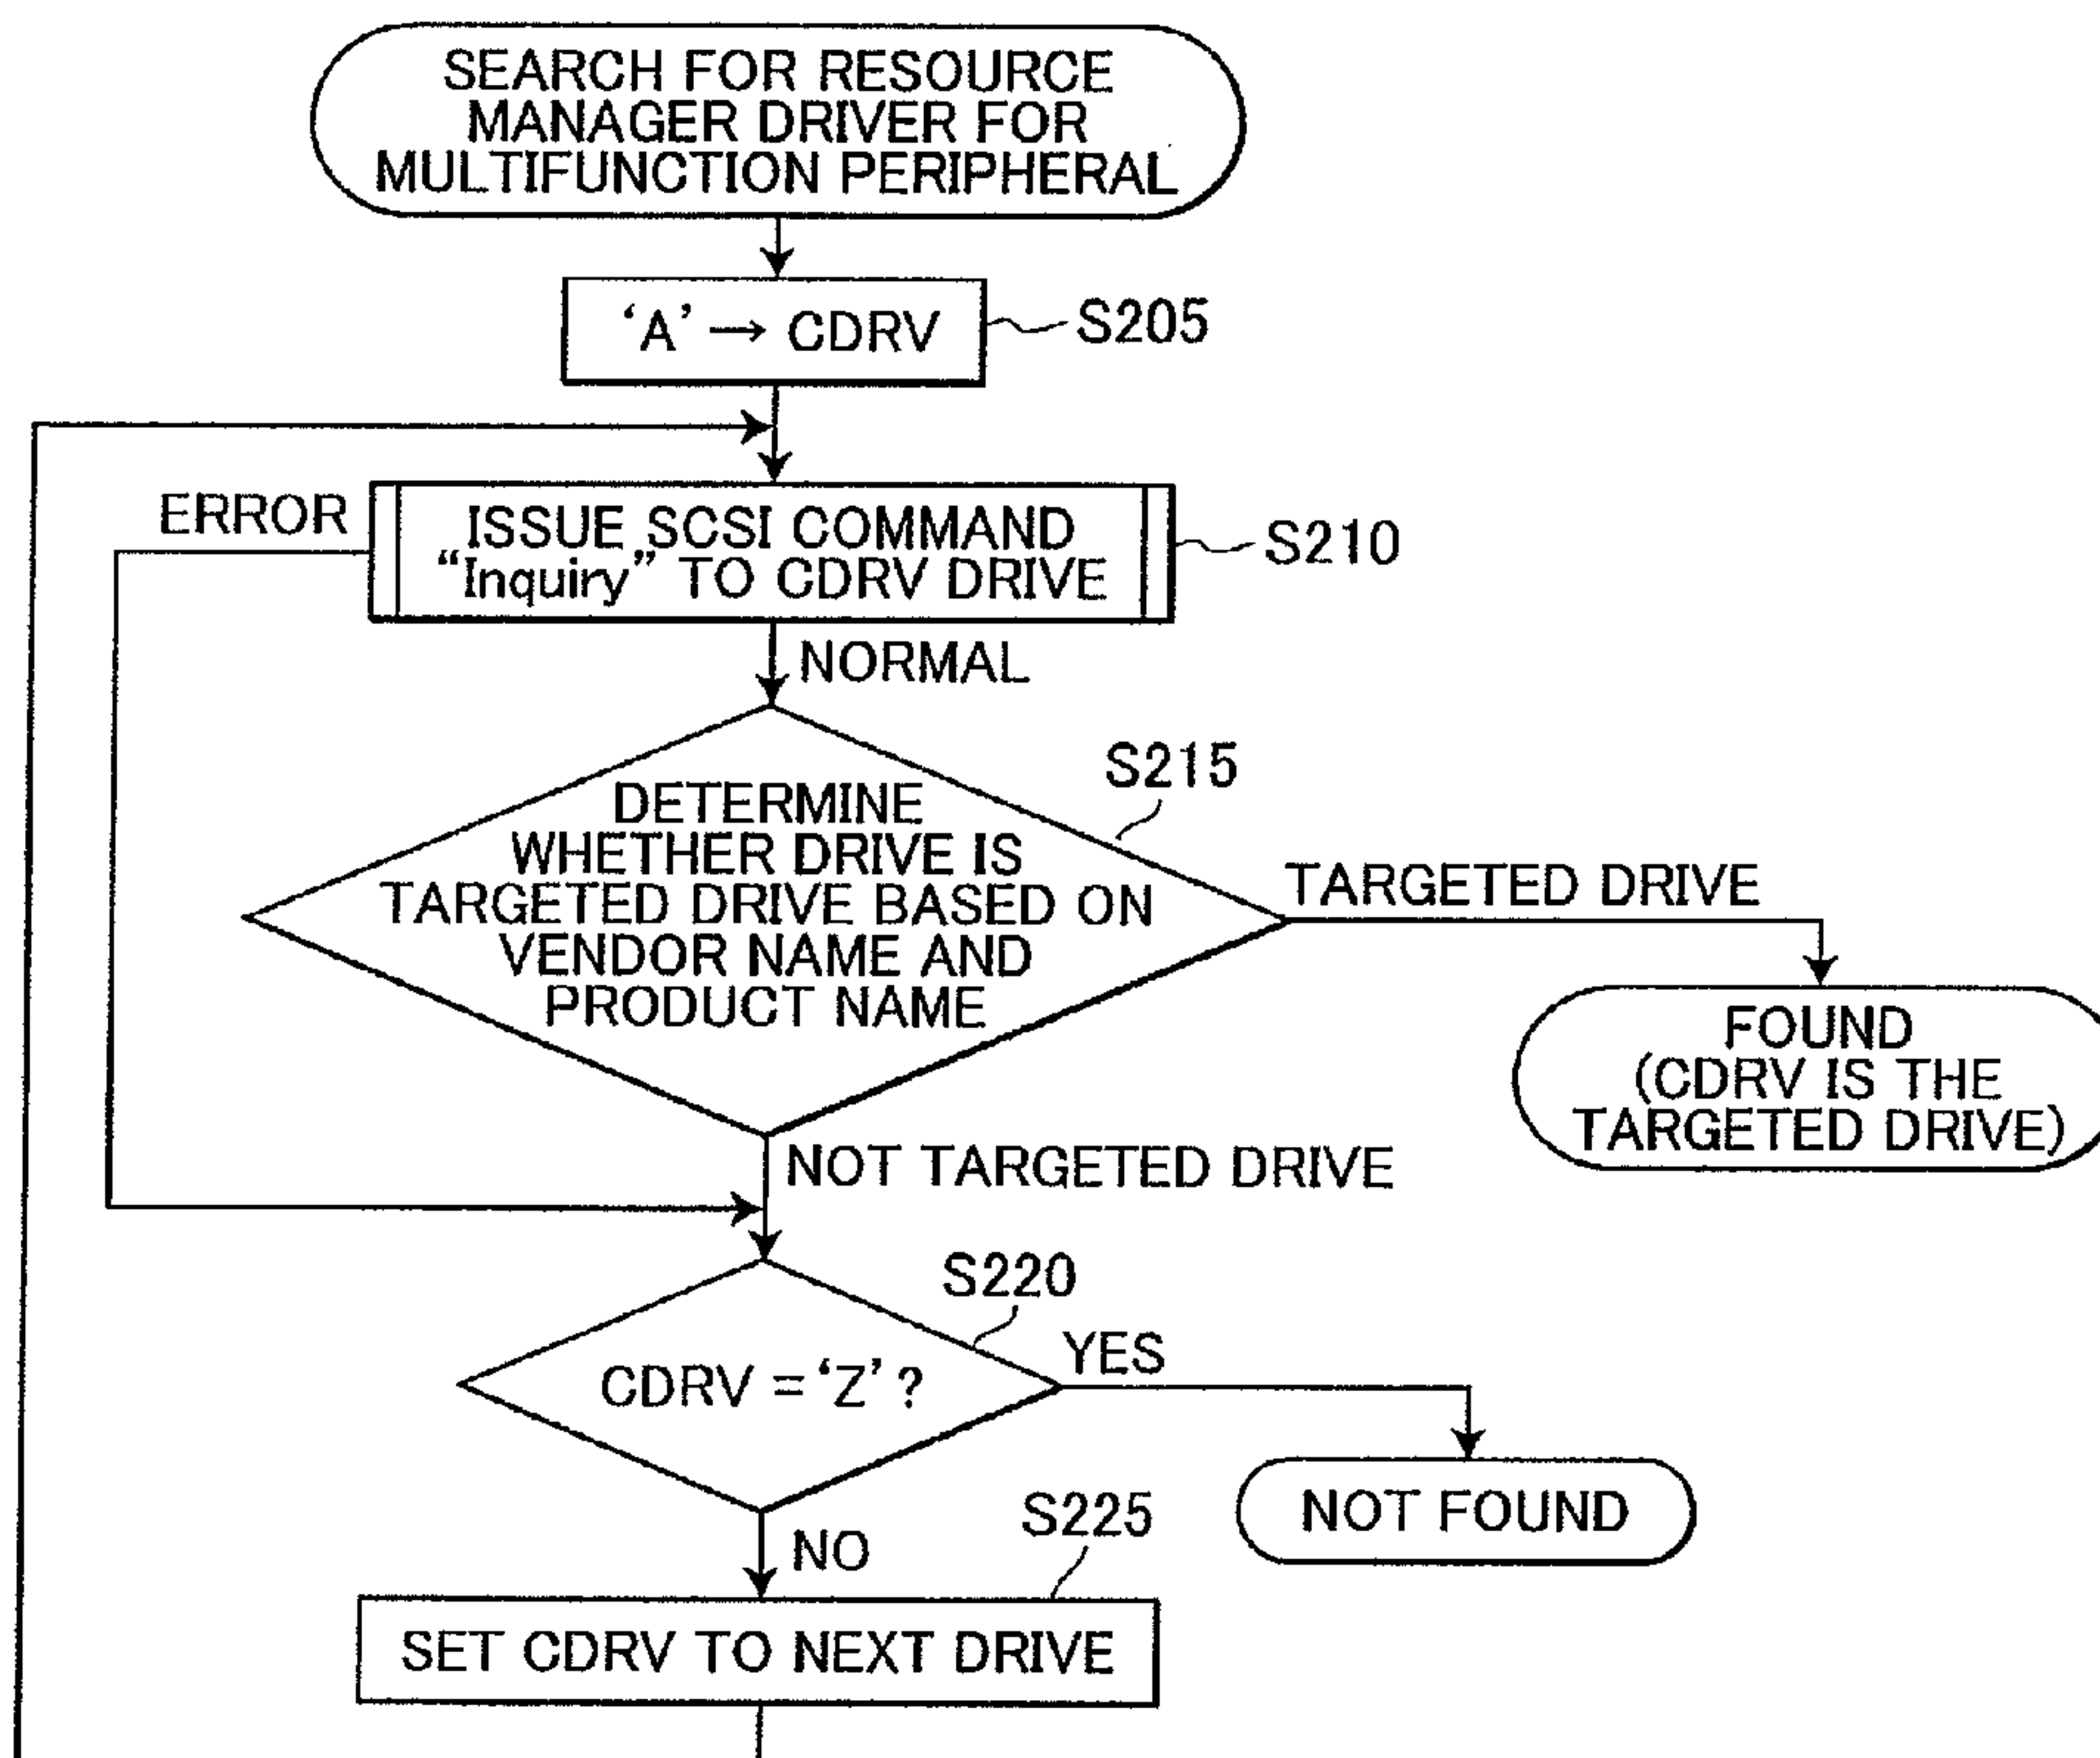 SEARCH FOR RESOURCE
MANAGER DRIVER FOR
MULTIFUNCTION PERIPHERAL
‘A’ → CDRV
S205
ERROR
ISSUE SCSI COMMAND
“Inquiry” TO CDRV DRIVE
S210
NORMAL
S215
DETERMINE
WHETHER DRIVE IS
TARGETED DRIVE BASED ON
VENDOR NAME AND
PRODUCT NAME
TARGETED DRIVE
FOUND
(CDRV IS THE
TARGETED DRIVE)
NOT TARGETED DRIVE
S220
CDRV = ‘Z’ ?
YES
NOT FOUND
NO
S225
SET CDRV TO NEXT DRIVE